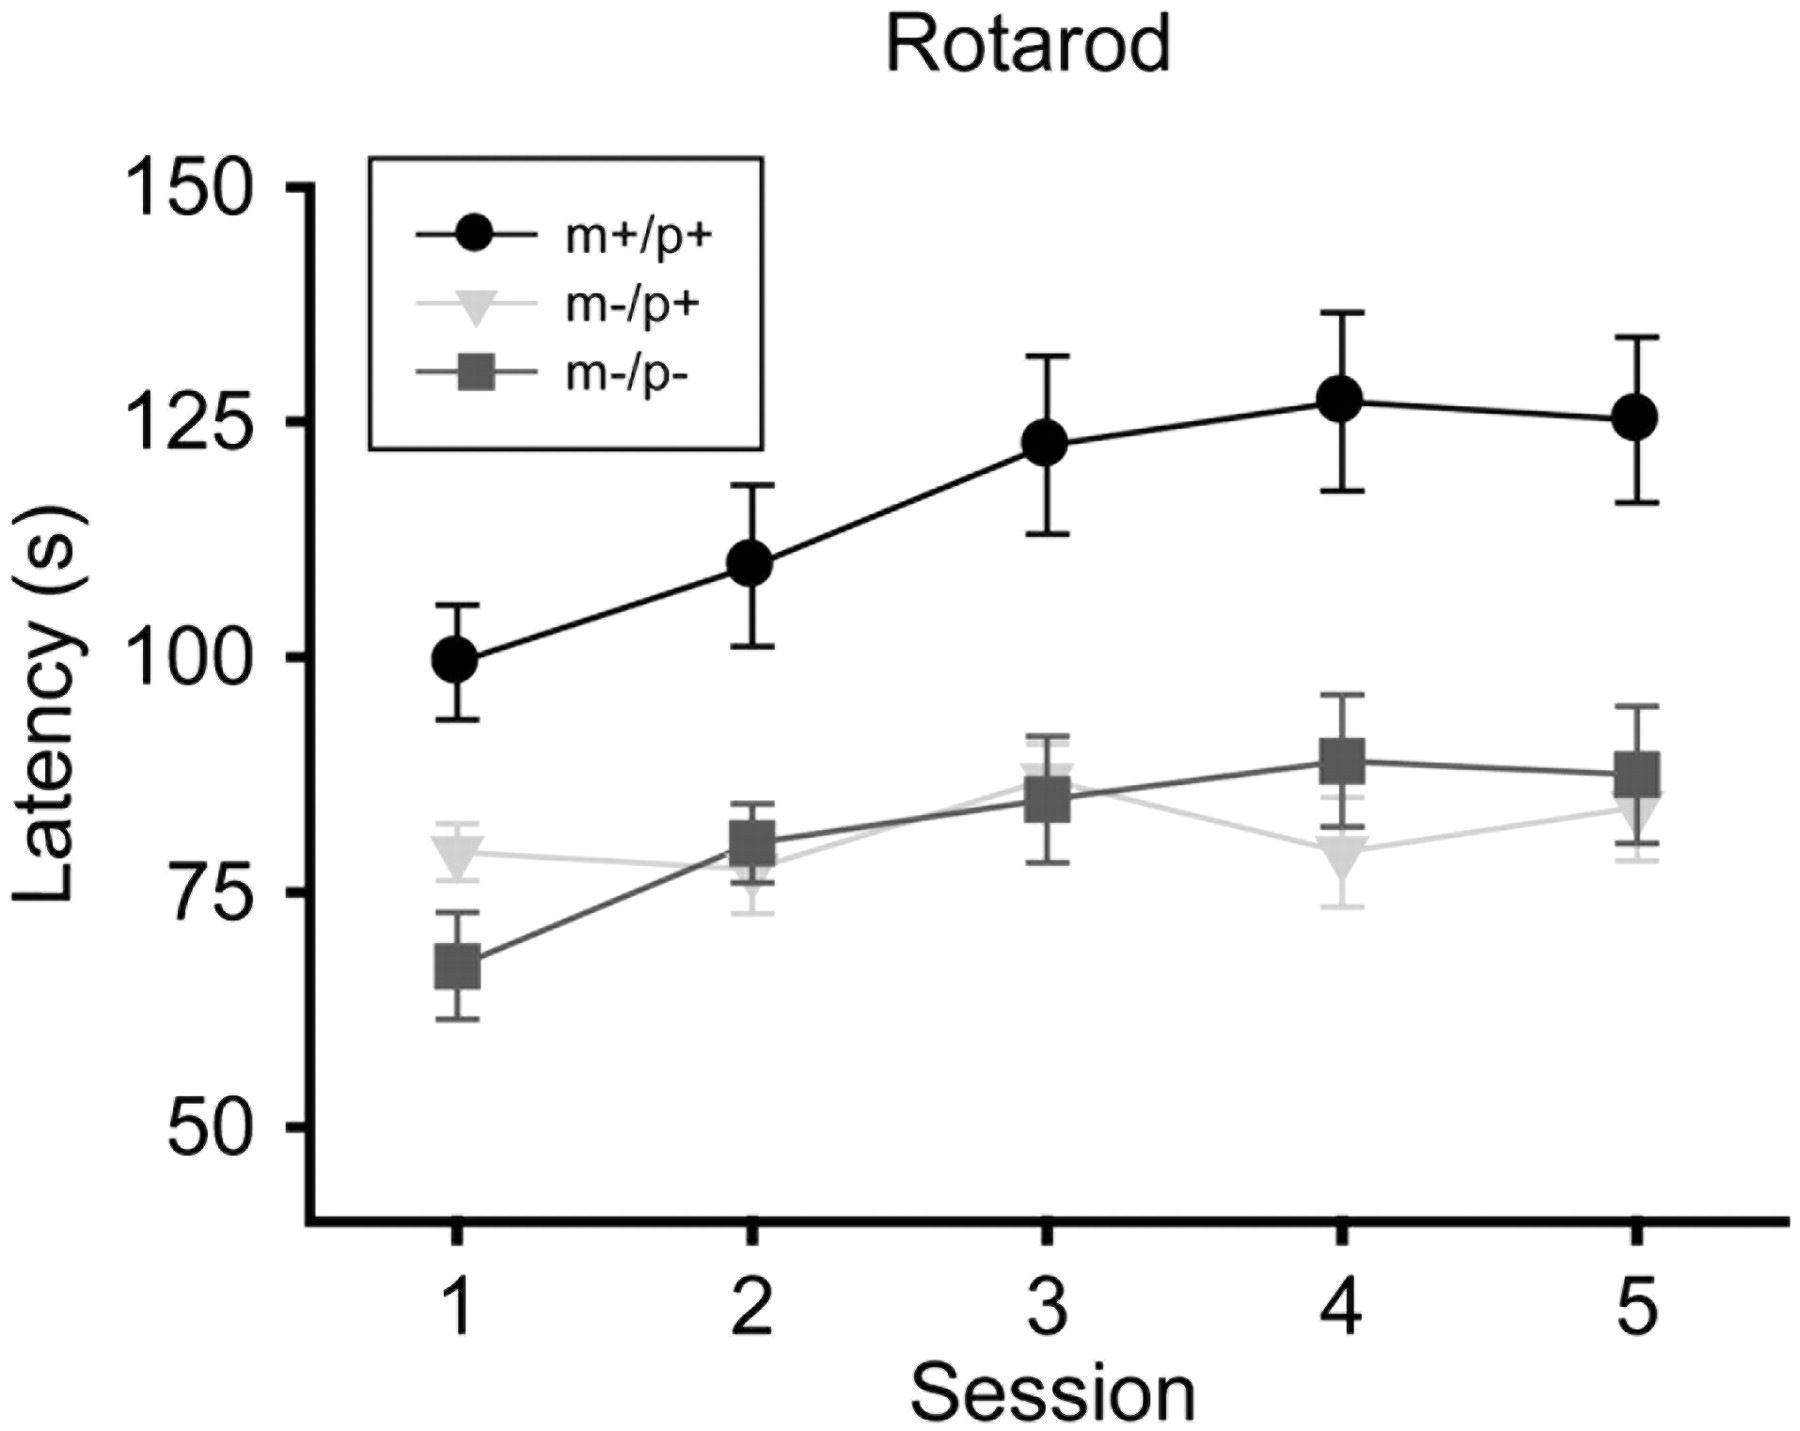 Rotarod
150
125
100
75
50
Latency (s)
m+/p+
m-/p+
m-/p-
1 2 3 4 5
Session